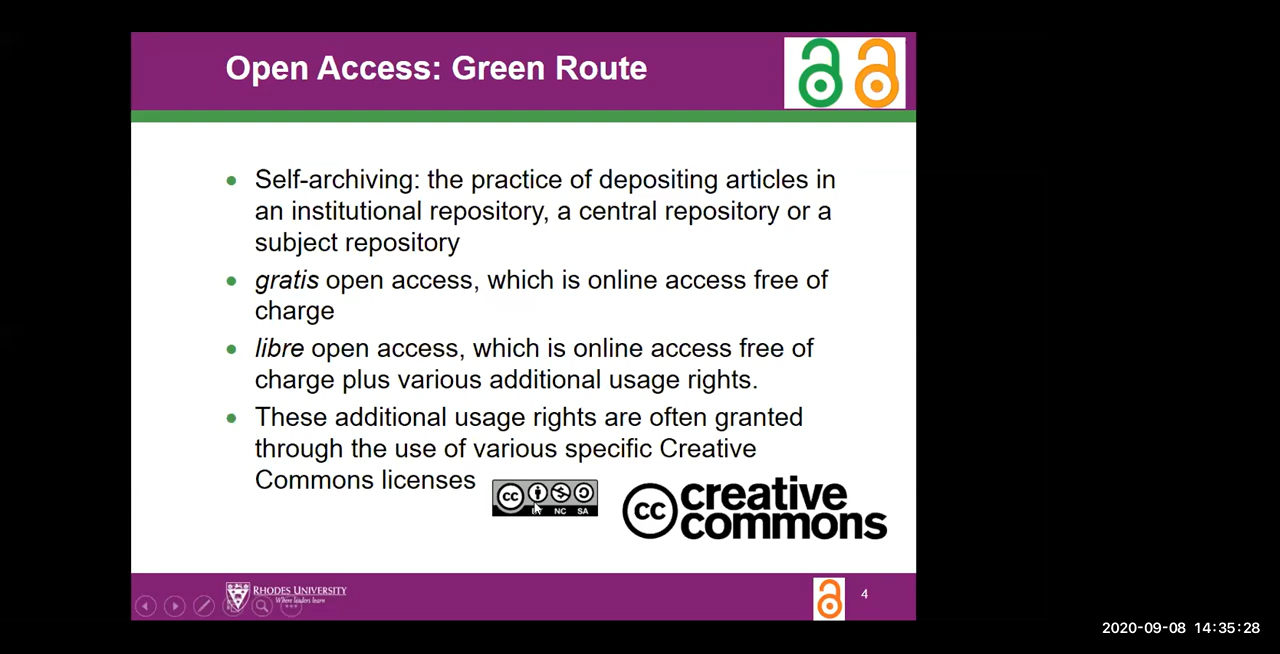 Open Access: Green Route
Self-archiving: the practice of depositing articles in
an institutional repository, a central repository or a
subject repository
gratis open access, which is online access free of
charge
libre open access, which is online access free of
charge plus various additional usage rights.
These additional usage rights are often granted
through the use of various specific Creative
Commons licenses
cc
NC SA
cc creative
commons
RHODES UNIVERSITY
Where leaders learn
4
2020-09-08 14:35:28